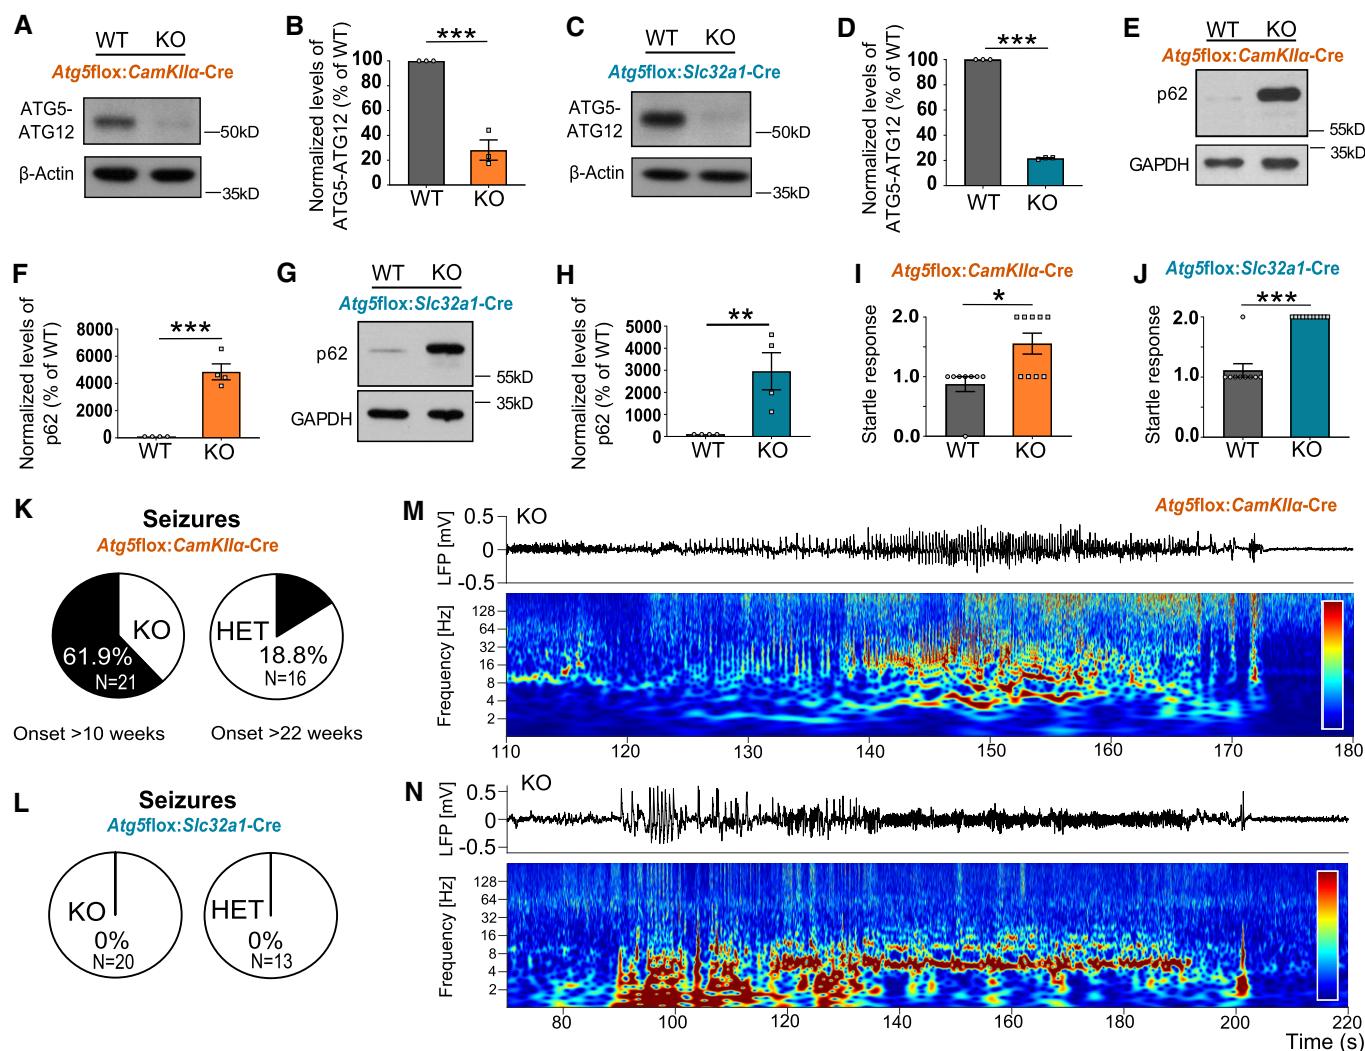 A
WT KO
Atg5flox:CamKIIα-Cre
ATG5-
ATG12
50kD
β-Actin
35kD
B
Normalized levels of
ATG5-ATG12 (% of WT)
***
100
80
60
40
20
0
WT KO
C
WT KO
Atg5flox:Slc32a1-Cre
ATG5-
ATG12
50kD
β-Actin
35kD
D
Normalized levels of
ATG5-ATG12 (% of WT)
***
100
80
60
40
20
0
WT KO
E
WT KO
Atg5flox:CamKIIα-Cre
p62
55kD
35kD
GAPDH
F
Normalized levels of
p62 (% of WT)
***
8000
6000
4000
2000
0
WT KO
G
WT KO
Atg5flox:Slc32a1-Cre
p62
55kD
35kD
GAPDH
H
Normalized levels of
p62 (% of WT)
**
5000
4000
3000
2000
1000
0
WT KO
I
Atg5flox:CamKIIα-Cre
Startle response
*
2.0
1.0
0.0
WT KO
J
Atg5flox:Slc32a1-Cre
Startle response
***
2.0
1.0
0.0
WT KO
K
Seizures
Atg5flox:CamKIIα-Cre
KO
61.9%
N=21
HET
18.8%
N=16
Onset >10 weeks
Onset >22 weeks
L
Seizures
Atg5flox:Slc32a1-Cre
KO
0%
N=20
HET
0%
N=13
M
KO
Atg5flox:CamKIIα-Cre
LFP [mV]
0.5
0
-0.5
Frequency [Hz]
128
64
32
16
8
4
2
110 120 130 140 150 160 170 180
N
KO
LFP [mV]
0.5
0
-0.5
Frequency [Hz]
128
64
32
16
8
4
2
80 100 120 140 160 180 200 220
Time (s)